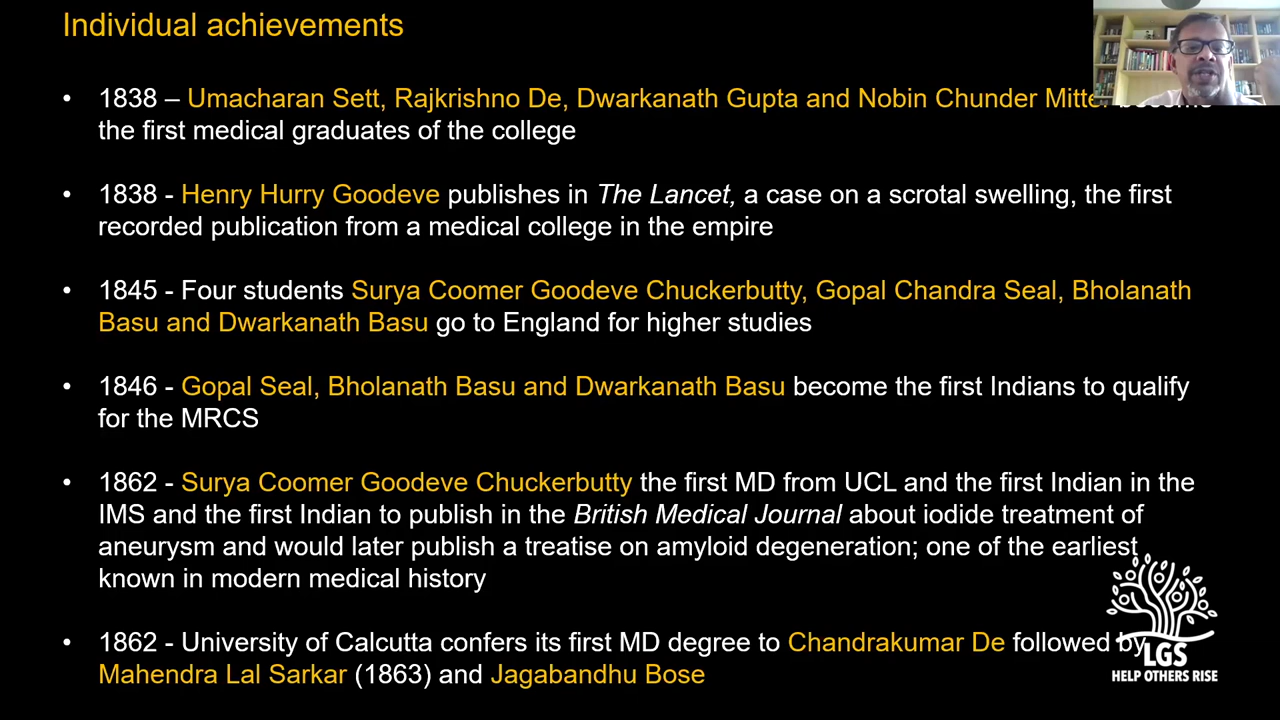 Individual achievements
• 1838 – Umacharan Sett, Rajkrishno De, Dwarkanath Gupta and Nobin Chunder Mitter become
the first medical graduates of the college
• 1838 - Henry Hurry Goodeve publishes in The Lancet, a case on a scrotal swelling, the first
recorded publication from a medical college in the empire
• 1845 - Four students Surya Coomer Goodeve Chuckerbutty, Gopal Chandra Seal, Bholanath
Basu and Dwarkanath Basu go to England for higher studies
• 1846 - Gopal Seal, Bholanath Basu and Dwarkanath Basu become the first Indians to qualify
for the MRCS
• 1862 - Surya Coomer Goodeve Chuckerbutty the first MD from UCL and the first Indian in the
IMS and the first Indian to publish in the British Medical Journal about iodide treatment of
aneurysm and would later publish a treatise on amyloid degeneration; one of the earliest
known in modern medical history
• 1862 - University of Calcutta confers its first MD degree to Chandrakumar De followed by
Mahendra Lal Sarkar (1863) and Jagabandhu Bose
LGS
HELP OTHERS RISE